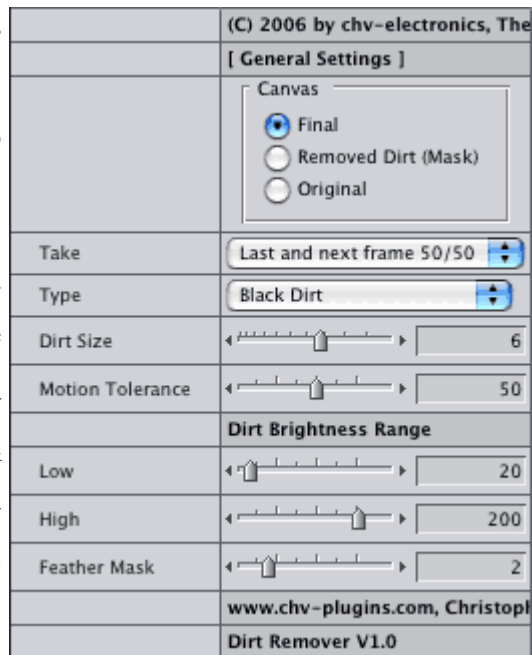 (C) 2006 by chv-electronics, The
[ General Settings ]
Canvas
Final
Removed Dirt (Mask)
Original
Take Last and next frame 50/50
Type Black Dirt
Dirt Size 6
Motion Tolerance 50
Dirt Brightness Range
Low 20
High 200
Feather Mask 2
www.chv-plugins.com, Christoph
Dirt Remover V1.0